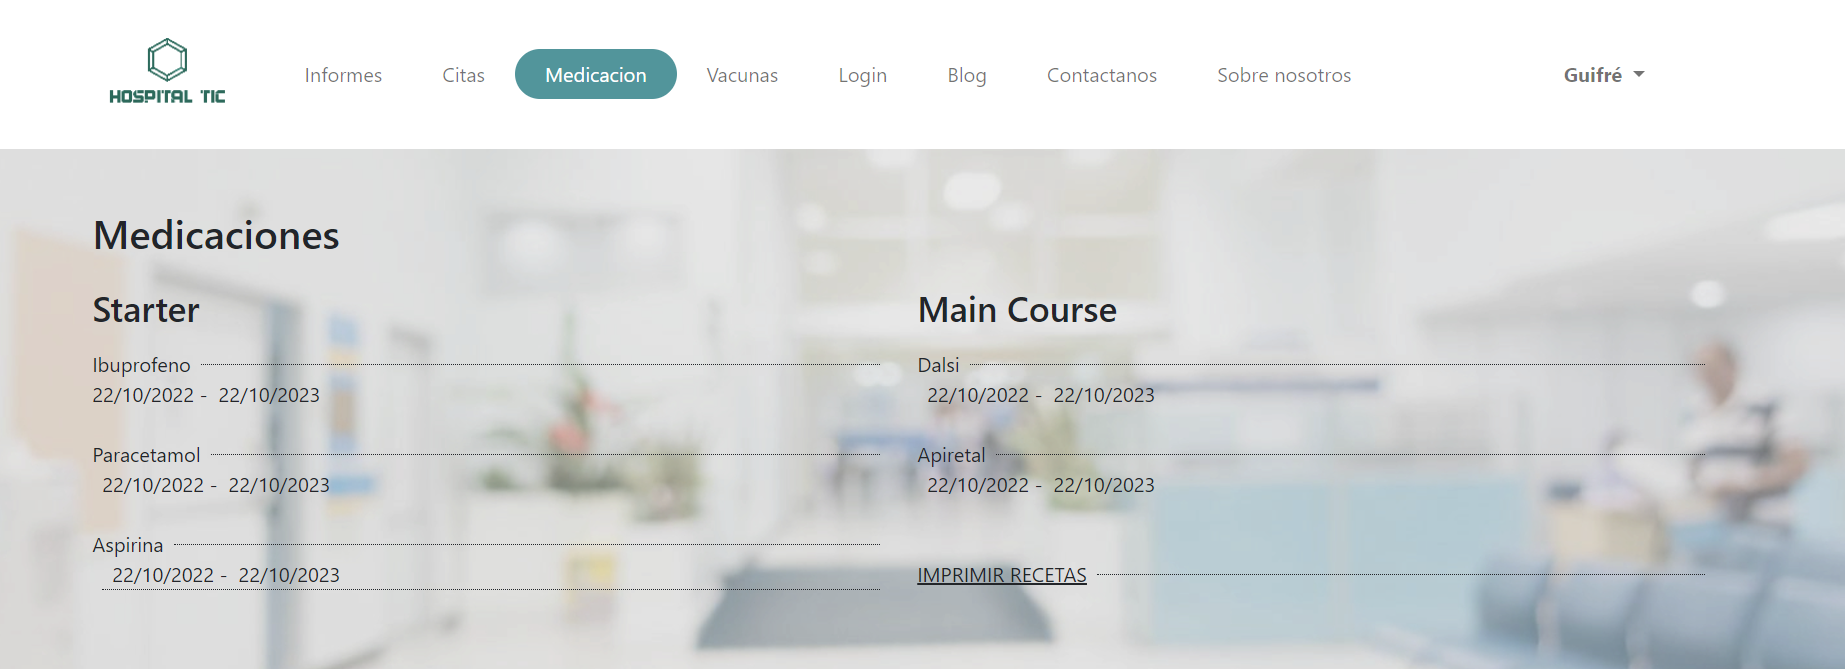 HOSPITAL TIC
Informes
Citas
Medicacion
Vacunas
Login
Blog
Contactanos
Sobre nosotros
Guifré
Medicaciones
Starter
Ibuprofeno
22/10/2022 - 22/10/2023
Paracetamol
22/10/2022 - 22/10/2023
Aspirina
22/10/2022 - 22/10/2023
Main Course
Dalsi
22/10/2022 - 22/10/2023
Apiretal
22/10/2022 - 22/10/2023
IMPRIMIR RECETAS